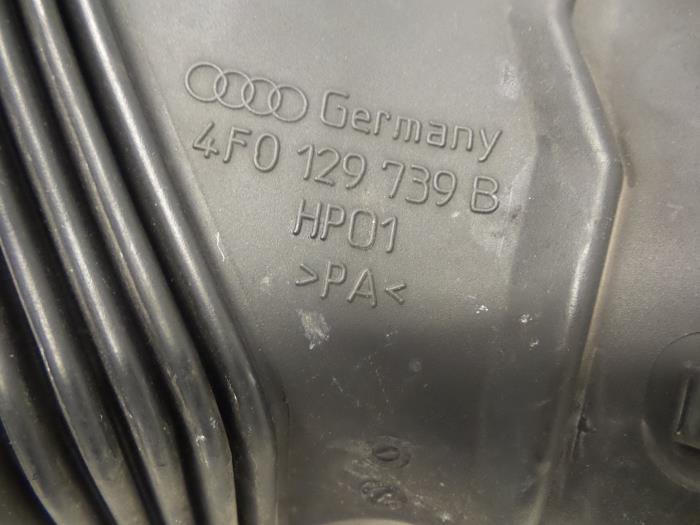 Germany
4F0 129 739 B
HP01
>PA<